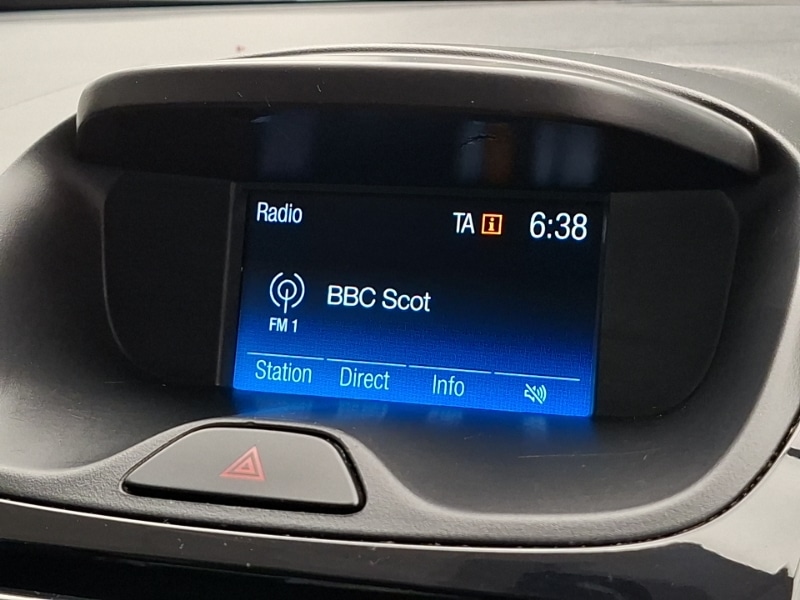 Radio TA i 6:38
BBC Scot
FM 1
Station Direct Info